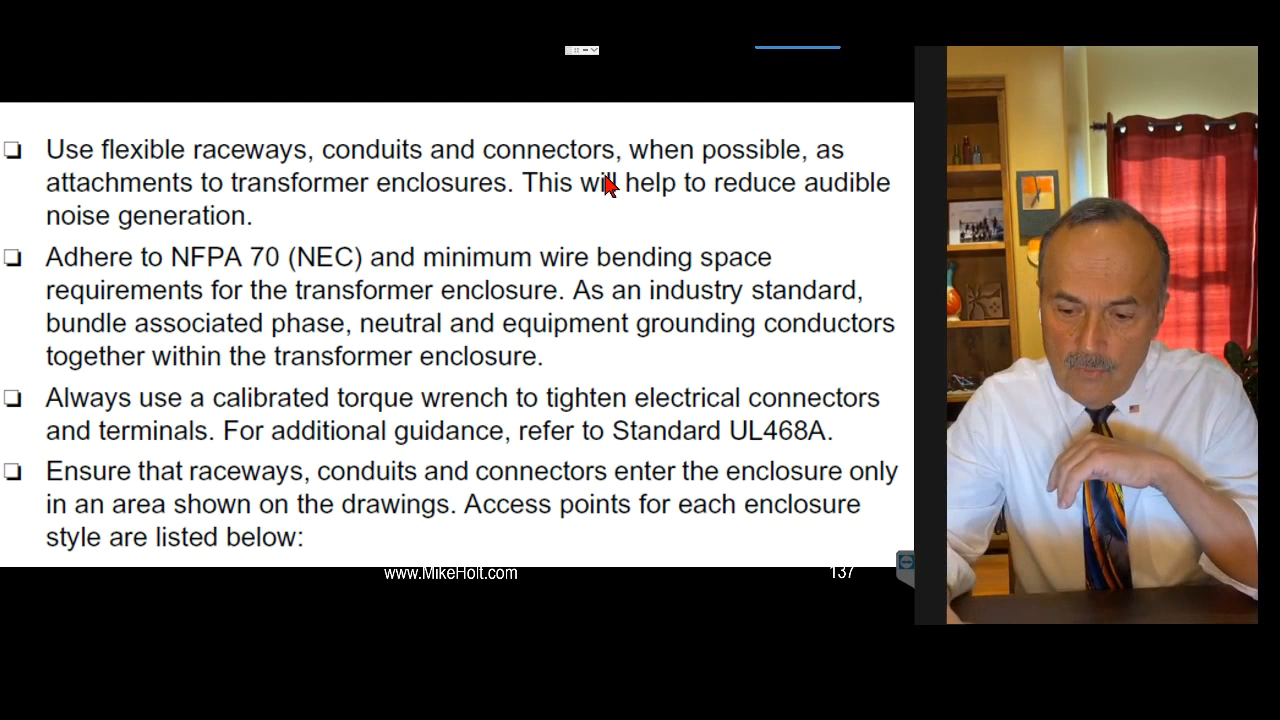 ❏ Use flexible raceways, conduits and connectors, when possible, as
attachments to transformer enclosures. This will help to reduce audible
noise generation.
❏ Adhere to NFPA 70 (NEC) and minimum wire bending space
requirements for the transformer enclosure. As an industry standard,
bundle associated phase, neutral and equipment grounding conductors
together within the transformer enclosure.
❏ Always use a calibrated torque wrench to tighten electrical connectors
and terminals. For additional guidance, refer to Standard UL468A.
❏ Ensure that raceways, conduits and connectors enter the enclosure only
in an area shown on the drawings. Access points for each enclosure
style are listed below:
www.MikeHolt.com
137